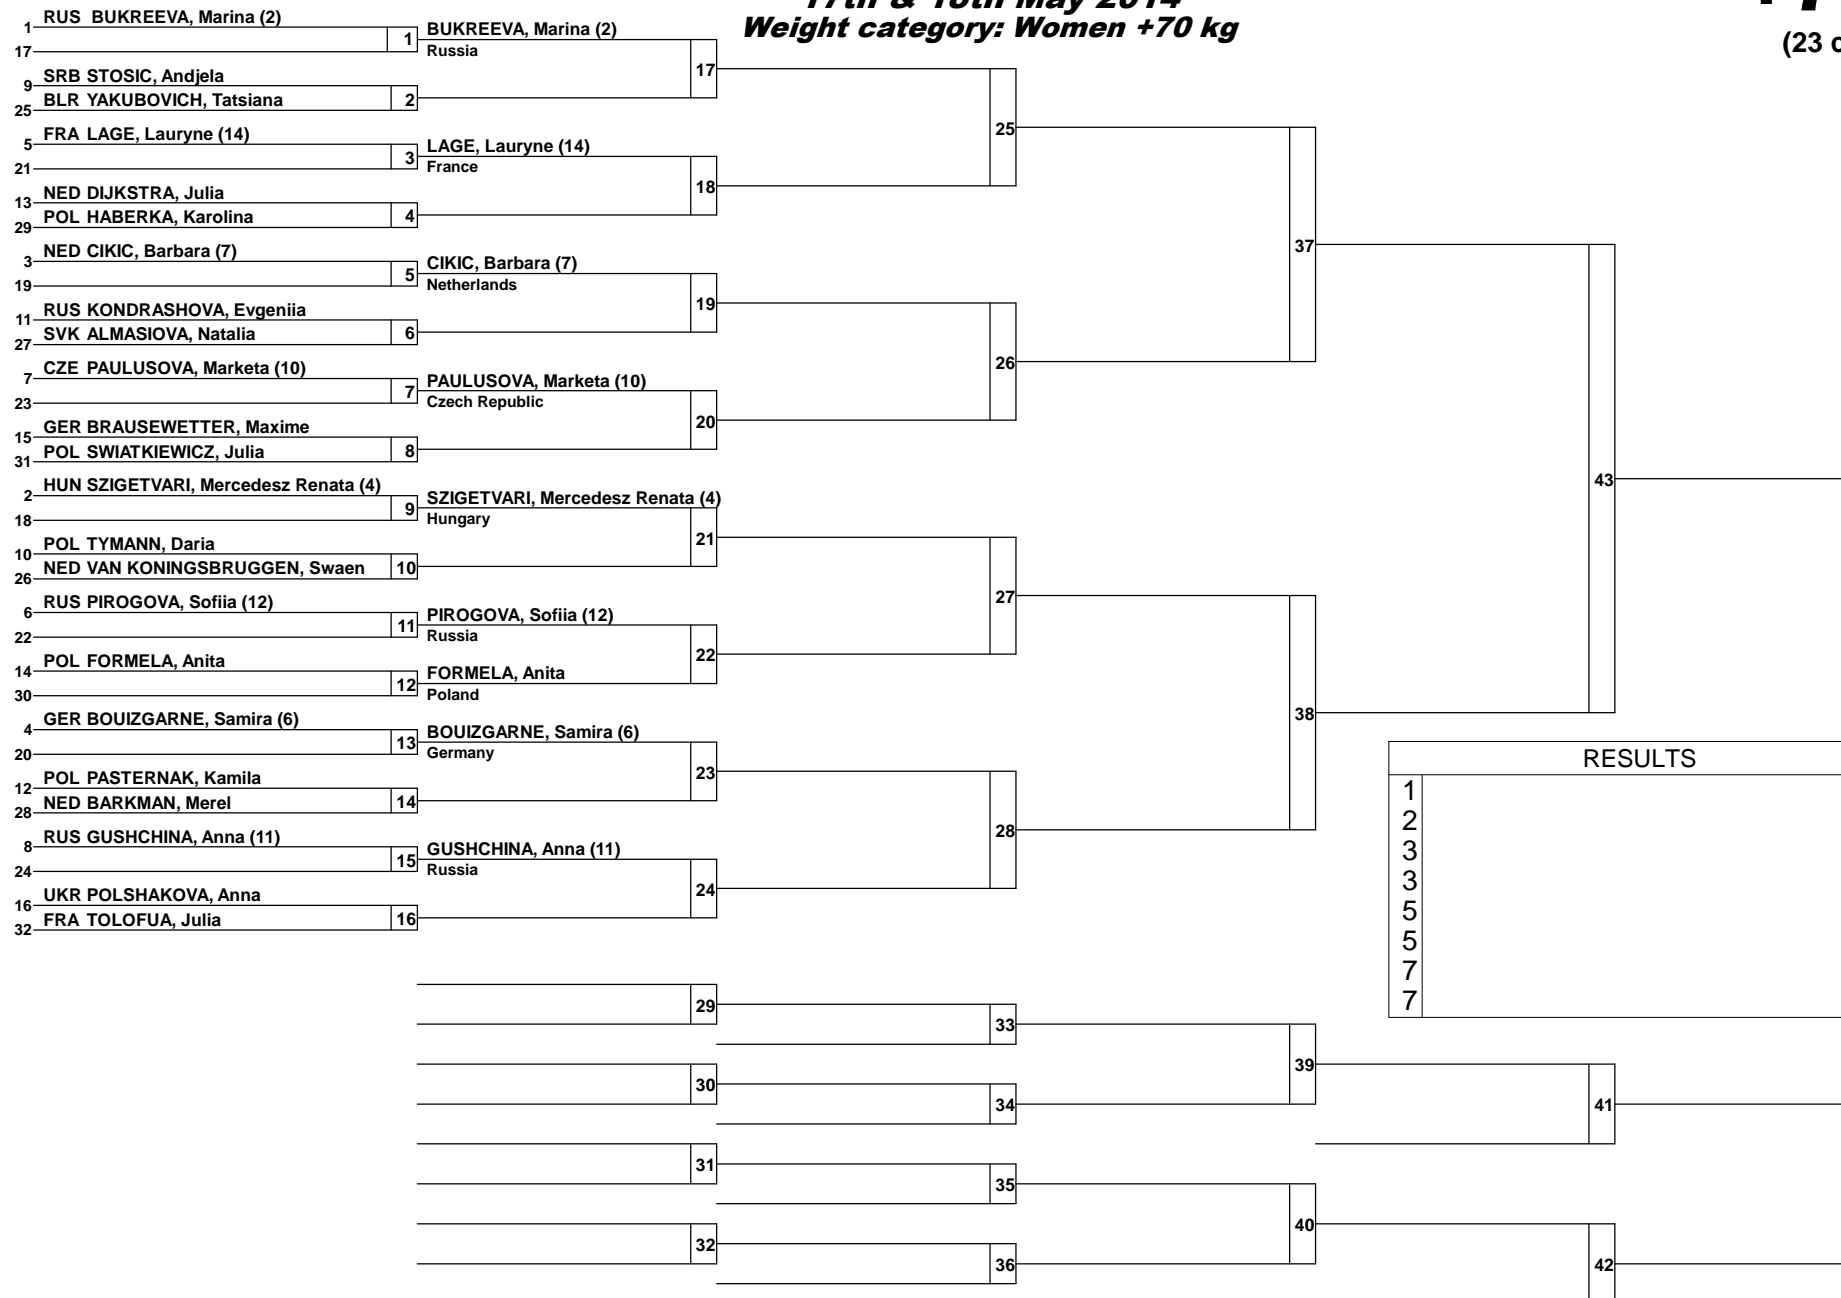 17th & 18th May 2014
Weight category: Women +70 kg
(23 c
1 RUS BUKREEVA, Marina (2)
17
1 BUKREEVA, Marina (2)
Russia
17
9 SRB STOSIC, Andjela
25 BLR YAKUBOVICH, Tatsiana
2
5 FRA LAGE, Lauryne (14)
21
3 LAGE, Lauryne (14)
France
18
13 NED DIJKSTRA, Julia
29 POL HABERKA, Karolina
4
25
3 NED CIKIC, Barbara (7)
19
5 CIKIC, Barbara (7)
Netherlands
19
11 RUS KONDRASHOVA, Evgeniia
27 SVK ALMASIOVA, Natalia
6
7 CZE PAULUSOVA, Marketa (10)
23
7 PAULUSOVA, Marketa (10)
Czech Republic
20
15 GER BRAUSEWETTER, Maxime
31 POL SWIATKIEWICZ, Julia
8
26
37
2 HUN SZIGETVARI, Mercedesz Renata (4)
18
9 SZIGETVARI, Mercedesz Renata (4)
Hungary
21
10 POL TYMANN, Daria
26 NED VAN KONINGSBRUGGEN, Swaen
10
6 RUS PIROGOVA, Sofiia (12)
22
11 PIROGOVA, Sofiia (12)
Russia
22
14 POL FORMELA, Anita
30
12 FORMELA, Anita
Poland
27
4 GER BOUIZGARNE, Samira (6)
20
13 BOUIZGARNE, Samira (6)
Germany
23
12 POL PASTERNAK, Kamila
28 NED BARKMAN, Merel
14
8 RUS GUSHCHINA, Anna (11)
24
15 GUSHCHINA, Anna (11)
Russia
24
16 UKR POLSHAKOVA, Anna
32 FRA TOLOFUA, Julia
16
28
38
43
RESULTS
1
2
3
3
5
5
7
7
29
33
30
34
39
41
31
35
32
36
40
42